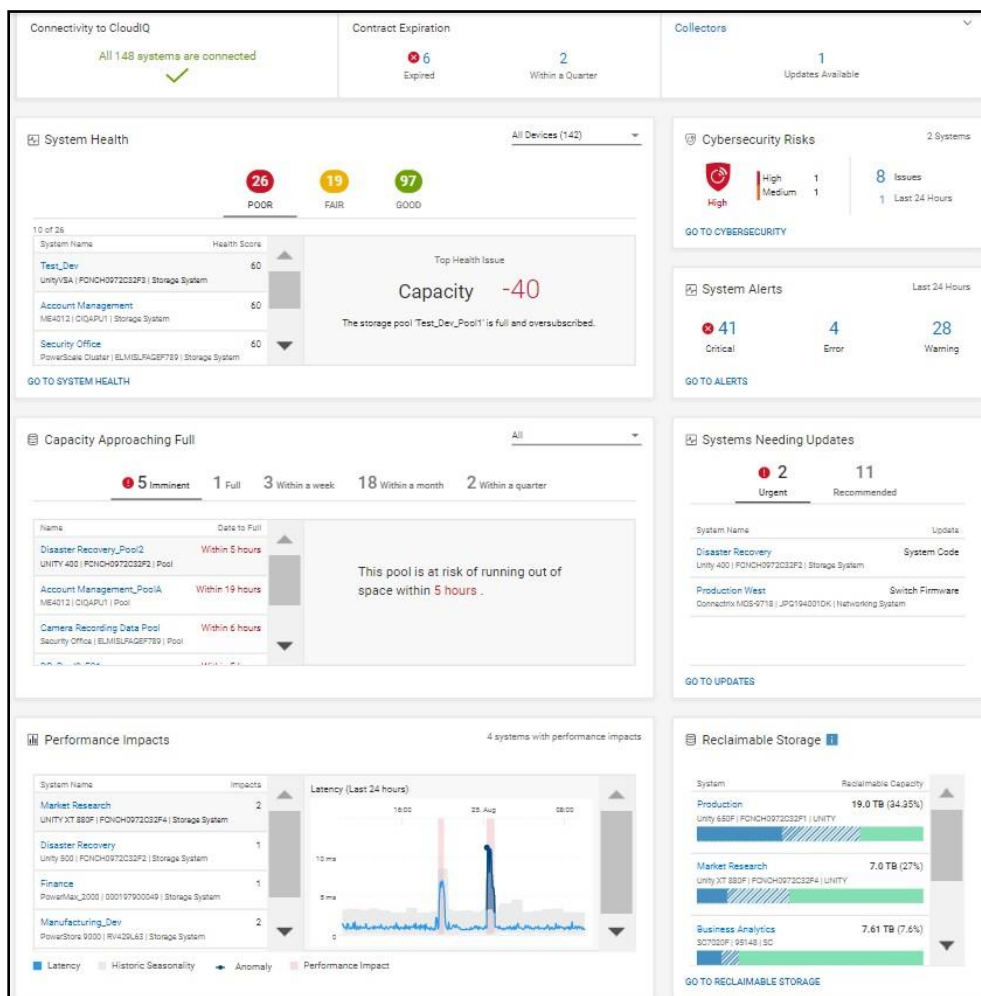 Connectivity to CloudIQ
All 148 systems are connected
Contract Expiration
6
Expired
2
Within a Quarter
Collectors
1
Updates Available
System Health
All Devices (142)
26
POOR
19
FAIR
97
GOOD
10 of 26
System Name Health Score
Test_Dev 60
UnityVSA | FCNCH0972C32F3 | Storage System
Account Management 60
ME4012 | CIQAPU1 | Storage System
Security Office 60
PowerScale Cluster | ELMISLFAGEF789 | Storage System
Top Health Issue
Capacity -40
The storage pool 'Test_Dev_Pool1' is full and oversubscribed.
GO TO SYSTEM HEALTH
Cybersecurity Risks 2 Systems
High
High 1
Medium 1
8 Issues
1 Last 24 Hours
GO TO CYBERSECURITY
System Alerts Last 24 Hours
41
Critical
4
Error
28
Warning
GO TO ALERTS
Capacity Approaching Full
All
5 Imminent 1 Full 3 Within a week 18 Within a month 2 Within a quarter
Name Date to Full
Disaster Recovery_Pool2 Within 5 hours
UNITY 400 | FCNCH0972C32F2 | Pool
Account Management_PoolA Within 19 hours
ME4012 | CIQAPU1 | Pool
Camera Recording Data Pool Within 6 hours
Security Office | ELMISLFAGEF789 | Pool
This pool is at risk of running out of
space within 5 hours .
Systems Needing Updates
2
Urgent
11
Recommended
System Name Update
Disaster Recovery System Code
Unity 400 | FCNCH0972C32F2 | Storage System
Production West Switch Firmware
Connectrix MDS-9718 | JPG194001DK | Networking System
GO TO UPDATES
Performance Impacts 4 systems with performance impacts
System Name Impacts
Market Research 2
UNITY XT 880F | FCNCH0972C32F4 | Storage System
Disaster Recovery 1
Unity 500 | FCNCH0972C32F2 | Storage System
Finance 1
PowerMax_2000 | 000197900049 | Storage System
Manufacturing_Dev 2
PowerStore 9000 | RV429L63 | Storage System
Latency (Last 24 hours)
16:00 25. Aug 08:00
10 ms
5 ms
0
Latency Historic Seasonality Anomaly Performance Impact
Reclaimable Storage
System Reclaimable Capacity
Production 19.0 TB (34.35%)
Unity 650F | FCNCH0972C32F1 | UNITY
Market Research 7.0 TB (27%)
Unity XT 880F | FCNCH0972C32F4 | UNITY
Business Analytics 7.61 TB (7.6%)
SC7020F | 95148 | SC
GO TO RECLAIMABLE STORAGE